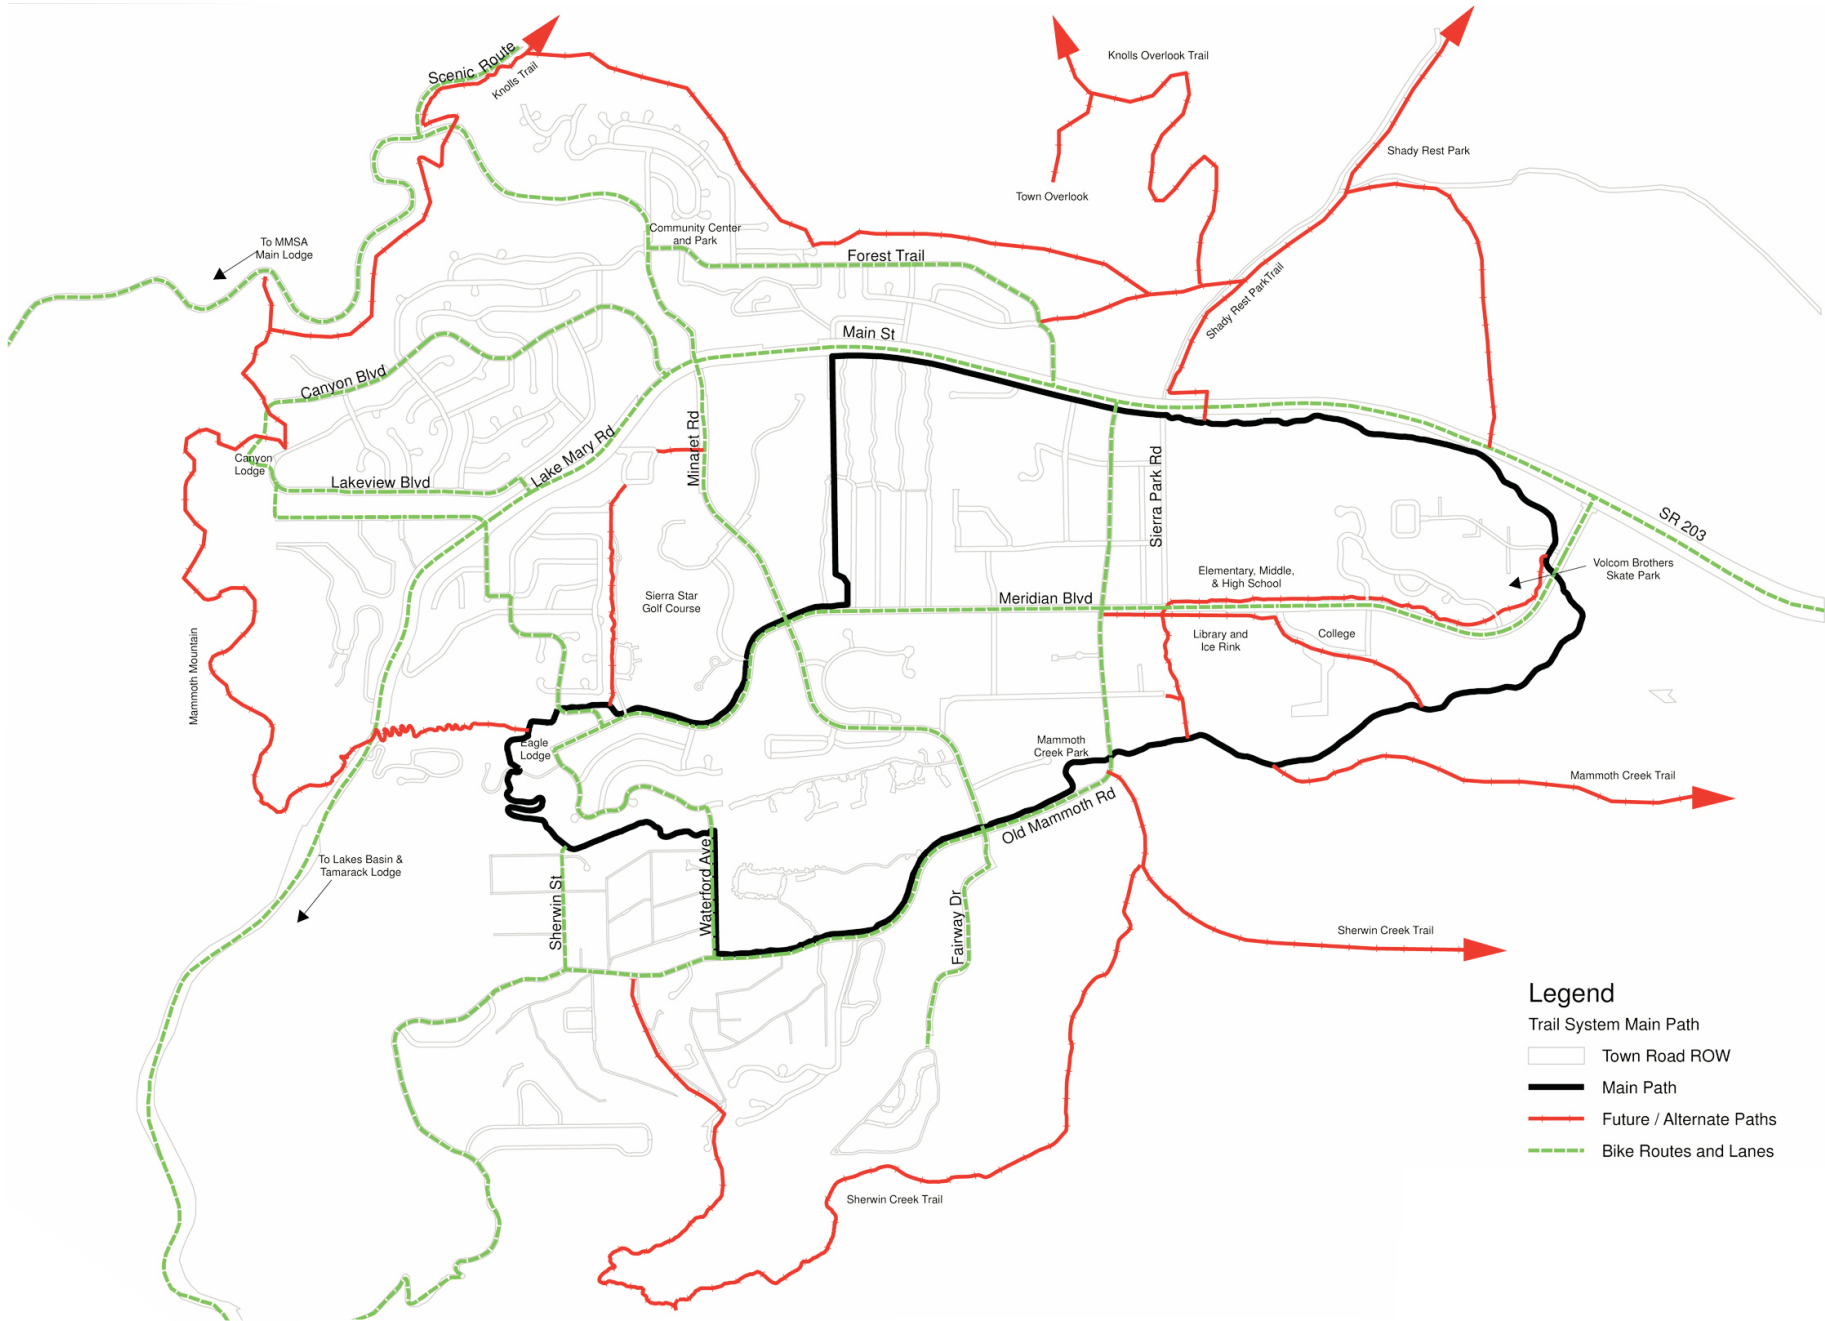 Scenic Route
Knolls Trail
Knolls Overlook Trail
Shady Rest Park
Town Overlook
To MMSA
Main Lodge
Community Center
and Park
Forest Trail
Shady Rest ParkTrail
Main St
Canyon Blvd
Minaret Rd
Lake Mary Rd
Sierra Park Rd
Canyon
Lodge
Lakeview Blvd
SR 203
Volcom Brothers
Skate Park
Elementary, Middle,
& High School
Meridian Blvd
Sierra Star
Golf Course
Library and
Ice Rink
College
Mammoth Mountain
Eagle
Lodge
Mammoth
Creek Park
Mammoth Creek Trail
Old Mammoth Rd
To Lakes Basin &
Tamarack Lodge
Sherwin St
Waterford Ave
Fairway Dr
Sherwin Creek Trail
Sherwin Creek Trail
Legend
Trail System Main Path
Town Road ROW
Main Path
Future / Alternate Paths
Bike Routes and Lanes